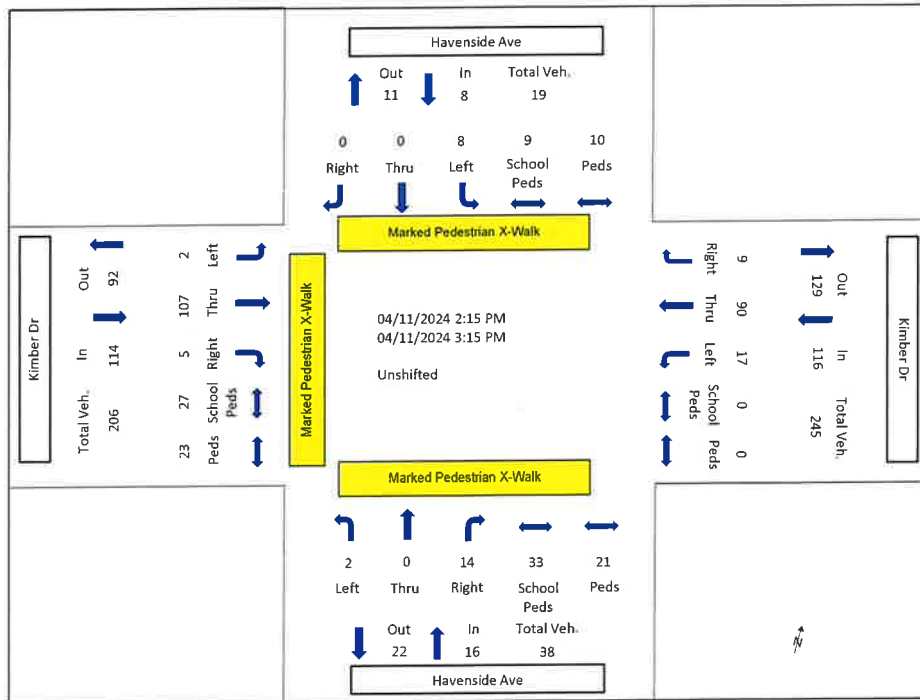 Havenside Ave
Out In Total Veh.
11 8 19
0 0 8 9 10
Right Thru Left School Peds
Peds
Marked Pedestrian X-Walk
Kimber Dr
Out In Total Veh.
92 114 206
2 107 5 27 23
Left Thru Right School Peds
Peds
Marked Pedestrian X-Walk
04/11/2024 2:15 PM
04/11/2024 3:15 PM
Unshifted
Right Thru Left School Peds
Peds
9 90 17 0 0
Out In Total Veh.
129 116 245
Kimber Dr
Marked Pedestrian X-Walk
2 0 14 33 21
Left Thru Right School Peds
Peds
Out In Total Veh.
22 16 38
Havenside Ave
N